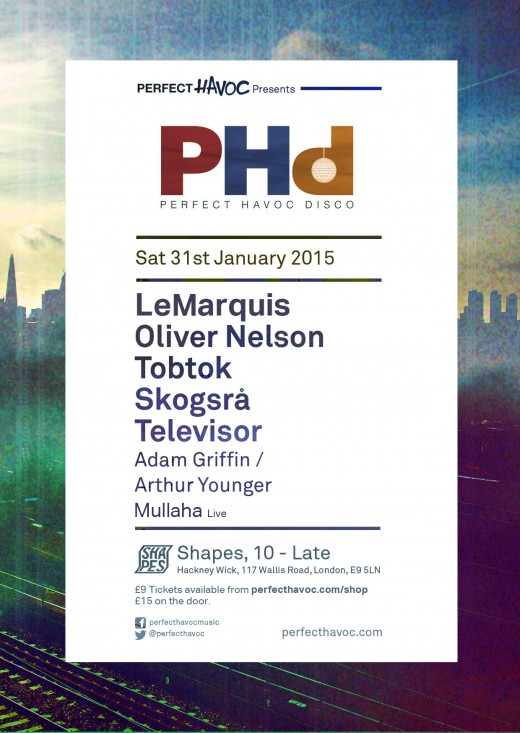 PERFECT HAVOC Presents
PHd
PERFECT HAVOC DISCO
Sat 31st January 2015
LeMarquis
Oliver Nelson
Tobtok
Skogsrå
Televisor
Adam Griffin /
Arthur Younger
Mullaha Live
SHAPES
Shapes, 10 - Late
Hackney Wick, 117 Wallis Road, London, E9 5LN
£9 Tickets available from perfecthavoc.com/shop
£15 on the door.
perfecthavocmusic
@perfecthavoc
perfecthavoc.com